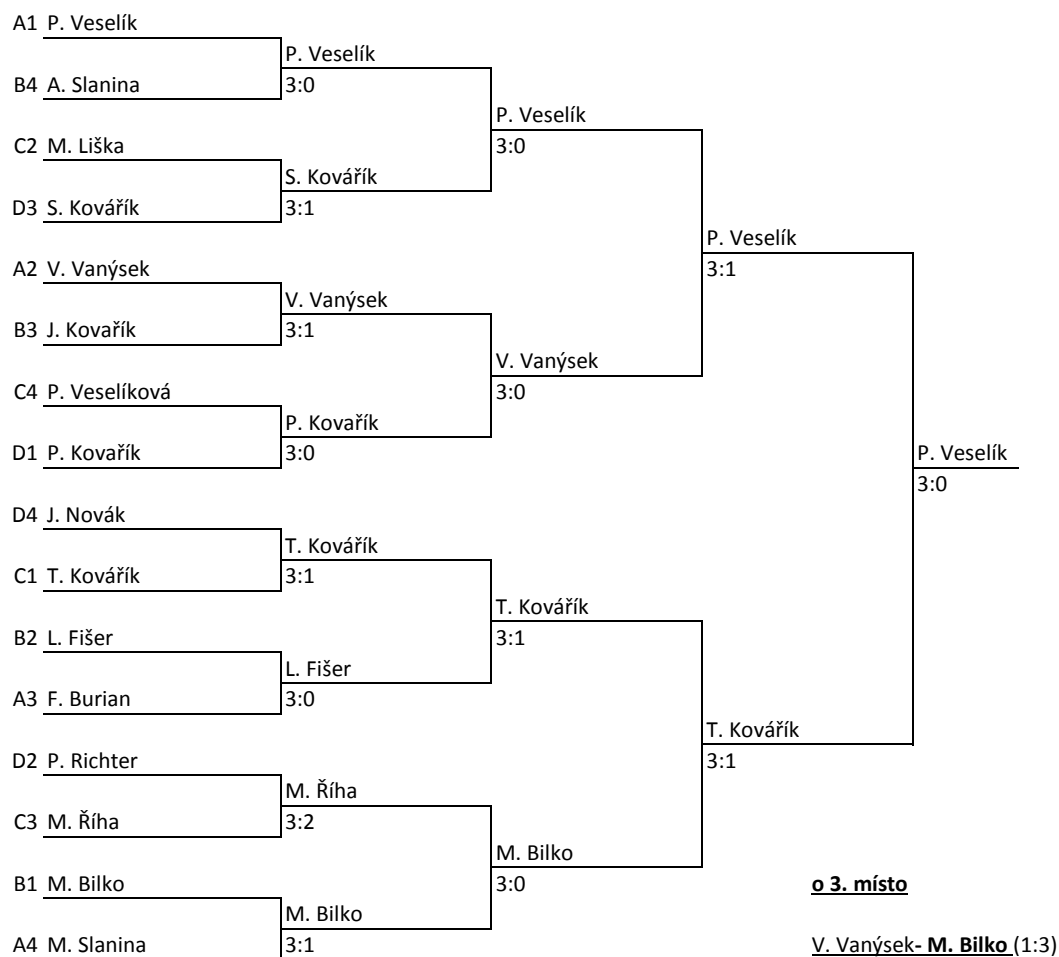 A1 P. Veselík
P. Veselík
B4 A. Slanina
3:0
P. Veselík
C2 M. Liška
3:0
S. Kovářík
D3 S. Kovářík
3:1
P. Veselík
A2 V. Vanýsek
3:1
V. Vanýsek
B3 J. Kovařík
3:1
V. Vanýsek
C4 P. Veselíková
3:0
P. Kovařík
D1 P. Kovařík
3:0
P. Veselík
3:0
D4 J. Novák
T. Kovářík
C1 T. Kovářík
3:1
T. Kovářík
B2 L. Fišer
3:1
L. Fišer
A3 F. Burian
3:0
T. Kovářík
D2 P. Richter
3:1
M. Říha
C3 M. Říha
3:2
M. Bilko
B1 M. Bilko
3:0
o 3. místo
M. Bilko
A4 M. Slanina
3:1
V. Vanýsek- M. Bilko (1:3)